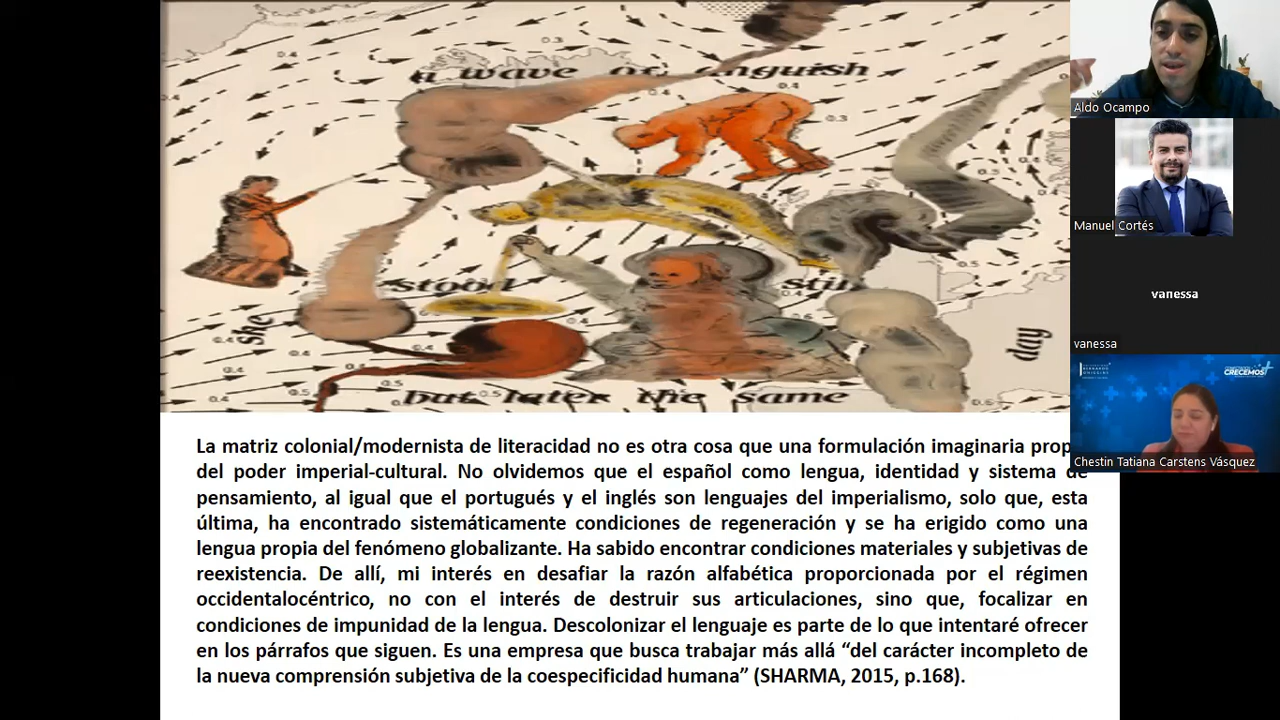 a wave of anguish
she
stood
still
day
but later the same
La matriz colonial/modernista de literacidad no es otra cosa que una formulación imaginaria prop
del poder imperial-cultural. No olvidemos que el español como lengua, identidad y sistema de
pensamiento, al igual que el portugués y el inglés son lenguajes del imperialismo, solo que, esta
última, ha encontrado sistemáticamente condiciones de regeneración y se ha erigido como una
lengua propia del fenómeno globalizante. Ha sabido encontrar condiciones materiales y subjetivas de
reexistencia. De allí, mi interés en desafiar la razón alfabética proporcionada por el régimen
occidentalocéntrico, no con el interés de destruir sus articulaciones, sino que, focalizar en
condiciones de impunidad de la lengua. Descolonizar el lenguaje es parte de lo que intentaré ofrecer
en los párrafos que siguen. Es una empresa que busca trabajar más allá “del carácter incompleto de
la nueva comprensión subjetiva de la coespecificidad humana” (SHARMA, 2015, p.168).
Aldo Ocampo
Manuel Cortés
vanessa
vanessa
CRECEMOS
Chestin Tatiana Carstens Vásquez